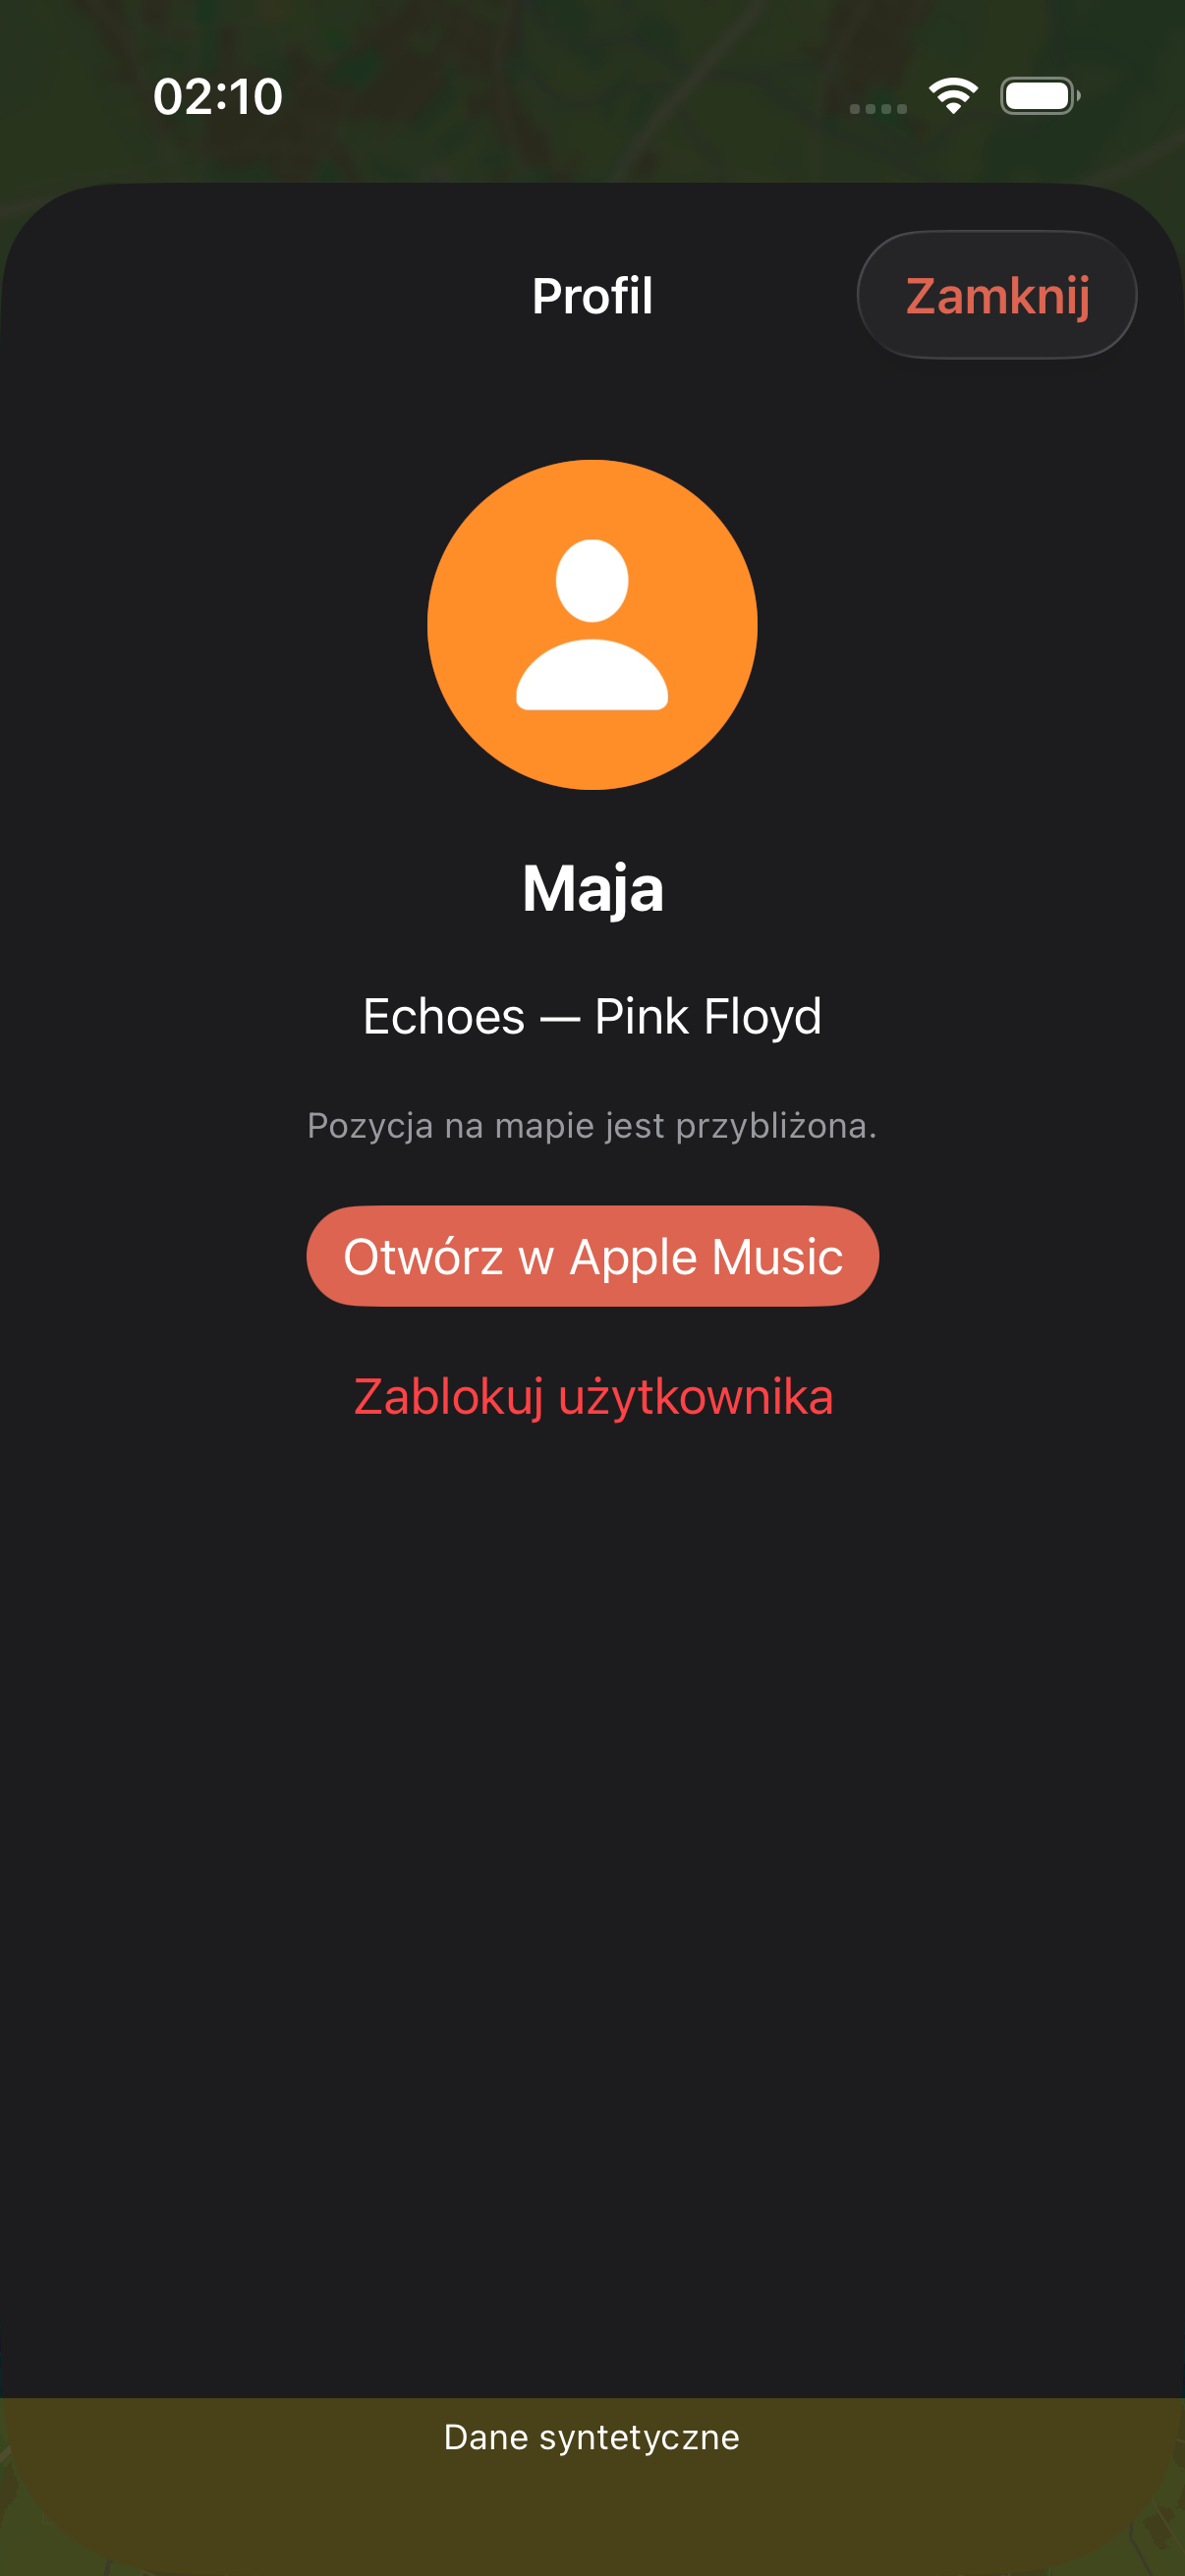 02:10
Profil
Zamknij
Maja
Echoes — Pink Floyd
Pozycja na mapie jest przybliżona.
Otwórz w Apple Music
Zablokuj użytkownika
Dane syntetyczne